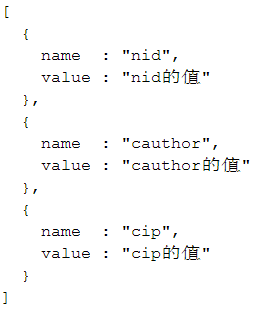 [
  {
    name  : "nid",
    value : "nid的值"
  },
  {
    name  : "cauthor",
    value : "cauthor的值"
  },
  {
    name  : "cip",
    value : "cip的值"
  }
]